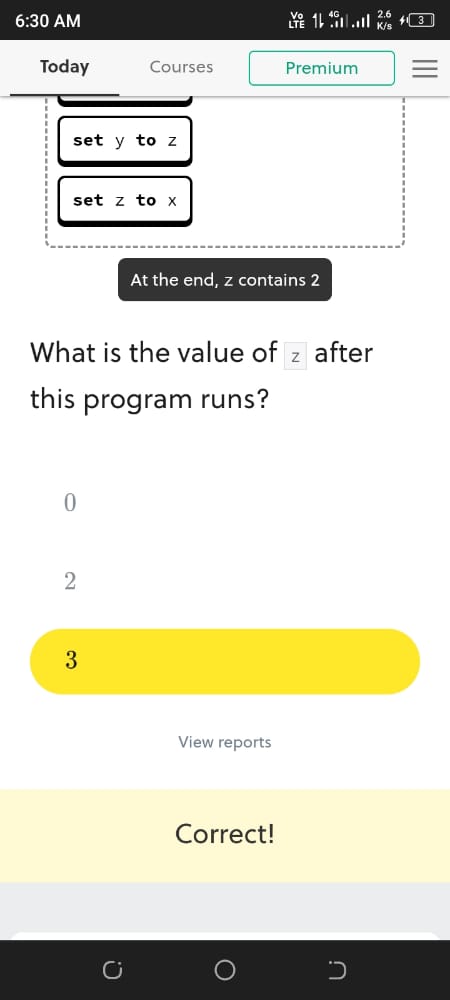 6:30 AM Vo LTE 4G 2.6 K/s 3
Today Courses Premium
set y to z
set z to x
At the end, z contains 2
What is the value of z after
this program runs?
0
2
3
View reports
Correct!